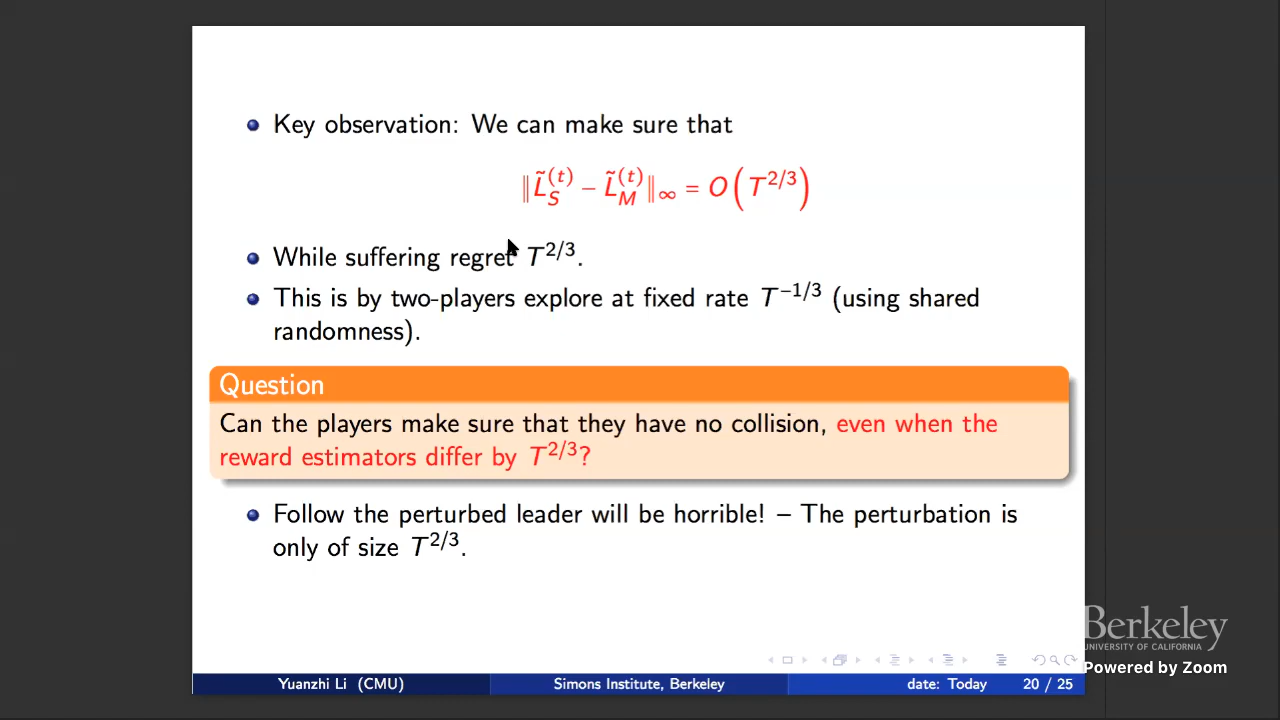 Key observation: We can make sure that
‖L̃_S^(t) − L̃_M^(t)‖_∞ = O(T^{2/3})
While suffering regret T^{2/3}.
This is by two-players explore at fixed rate T^{−1/3} (using shared
randomness).
Question
Can the players make sure that they have no collision, even when the
reward estimators differ by T^{2/3}?
Follow the perturbed leader will be horrible! – The perturbation is
only of size T^{2/3}.
Berkeley
UNIVERSITY OF CALIFORNIA
Powered by Zoom
Yuanzhi Li (CMU) Simons Institute, Berkeley date: Today 20 / 25